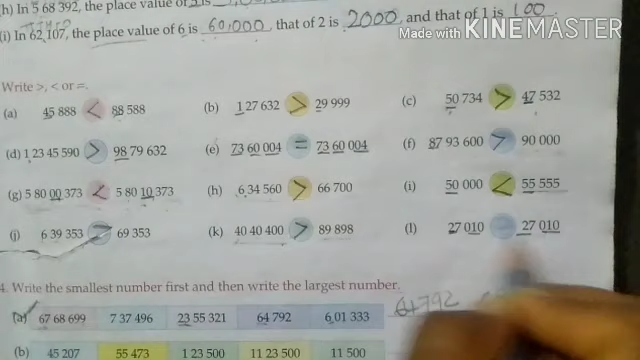 (h) In 5 68 392, the place value of 5 is
(i) In 62 107, the place value of 6 is 60,000, that of 2 is 2000, and that of 1 is 100
Made with KINEMASTER
Write >, < or =.
(a) 45 888 < 88 588 (b) 1 27 632 > 29 999 (c) 50 734 > 47 532
(d) 1 23 45 590 > 98 79 632 (e) 73 60 004 = 73 60 004 (f) 87 93 600 > 90 000
(g) 5 80 00 373 < 5 80 10 373 (h) 6 34 560 > 66 700 (i) 50 000 < 55 555
(j) 6 39 353 > 69 353 (k) 40 40 400 > 89 898 (l) 27 010 = 27 010
4. Write the smallest number first and then write the largest number.
(a) 67 68 699 7 37 496 23 55 321 64 792 6 01 333 64792
(b) 45 207 55 473 1 23 500 11 23 500 11 500